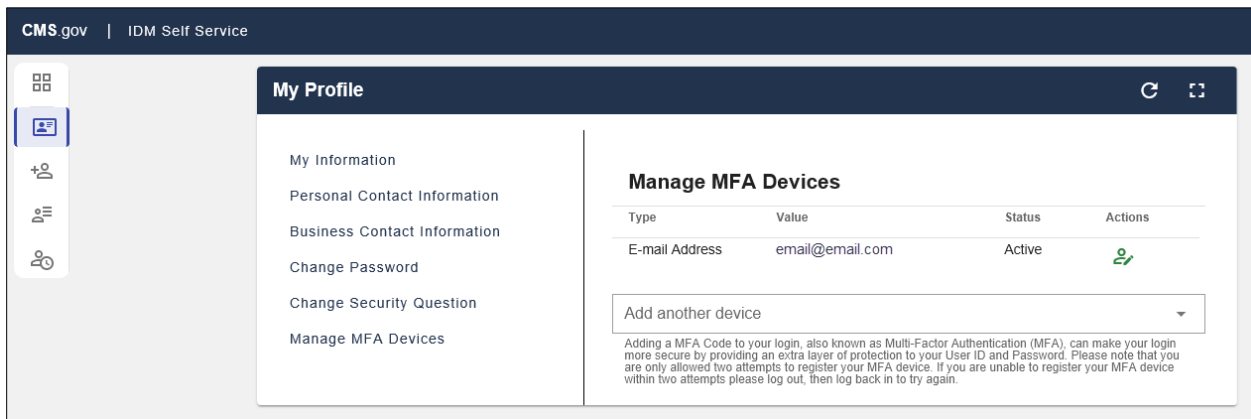 CMS.gov | IDM Self Service
My Profile
My Information
Personal Contact Information
Business Contact Information
Change Password
Change Security Question
Manage MFA Devices
Manage MFA Devices
Type Value Status Actions
E-mail Address email@email.com Active
Add another device
Adding a MFA Code to your login, also known as Multi-Factor Authentication (MFA), can make your login
more secure by providing an extra layer of protection to your User ID and Password. Please note that you
are only allowed two attempts to register your MFA device. If you are unable to register your MFA device
within two attempts please log out, then log back in to try again.